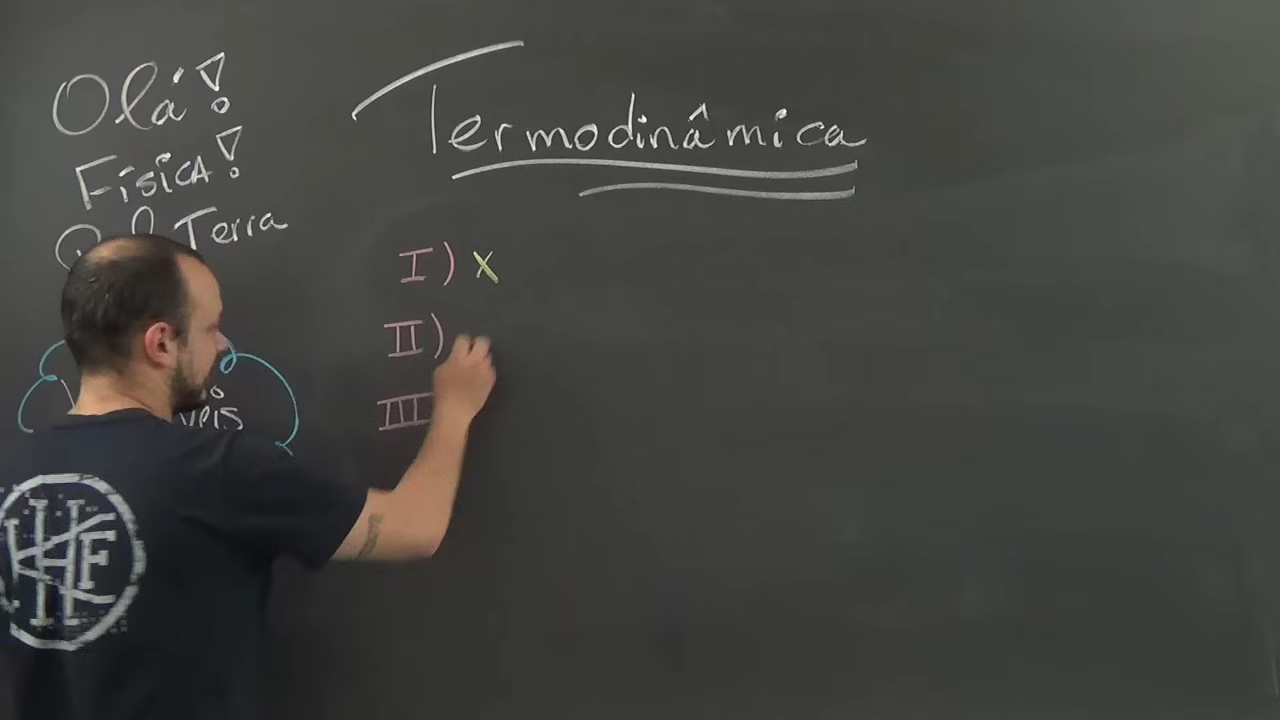 Olá!
Física!
Terra
Termodinâmica
I) x
II)
III